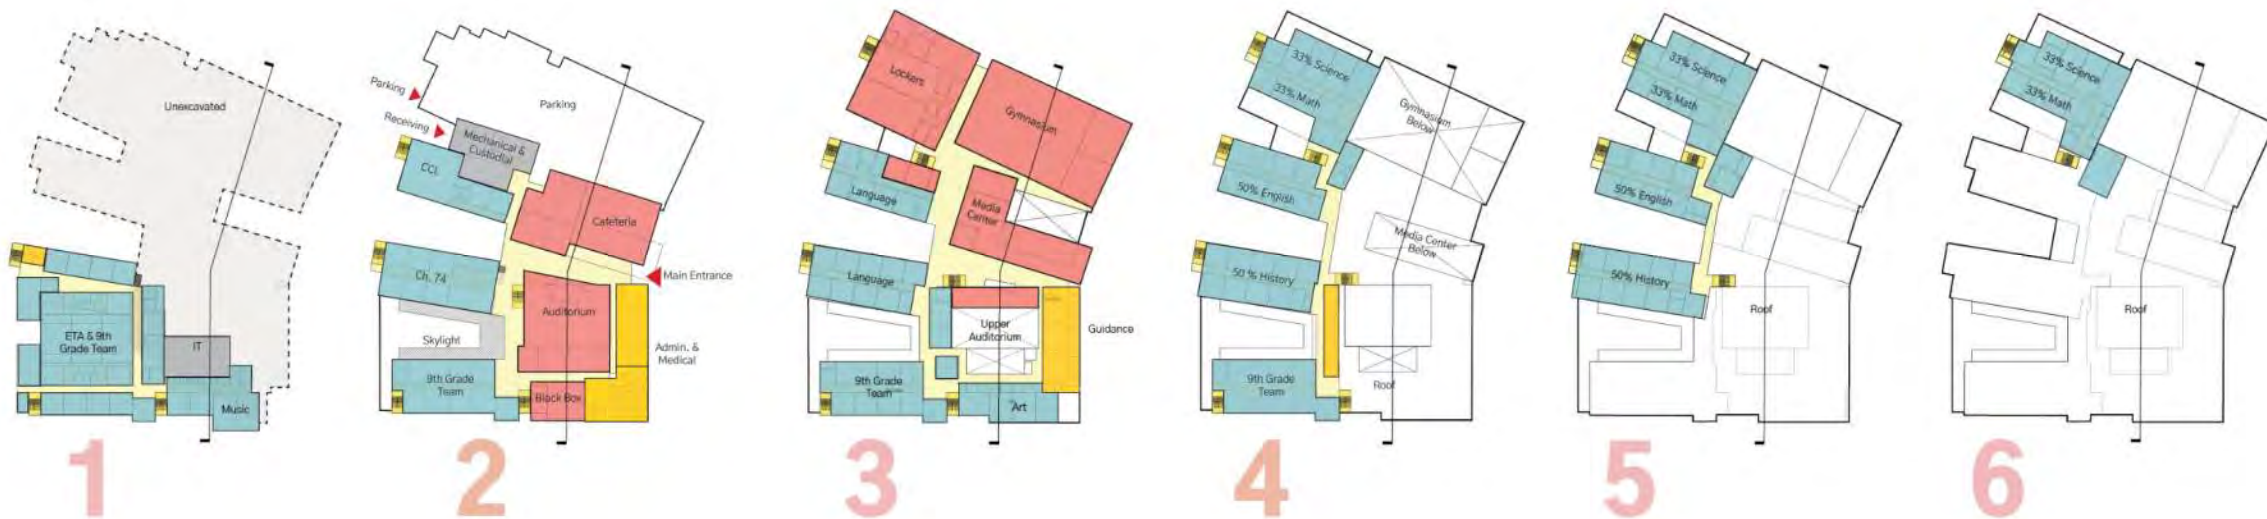 Unexcavated
ETA & 9th
Grade Team
IT
Music
1
Parking
Receiving
Parking
Mechanical &
Custodial
CCL
Cafeteria
Main Entrance
Ch. 74
Auditorium
Skylight
Admin. &
Medical
9th Grade
Team
Black Box
2
Lockers
Gymnasium
Language
Media
Center
Language
Upper
Auditorium
Guidance
9th Grade
Team
Art
3
33% Science
33% Math
Gymnasium
Below
50% English
Media Center
Below
50 % History
9th Grade
Team
Roof
4
33% Science
33% Math
50% English
50% History
Roof
5
33% Science
33% Math
Roof
6